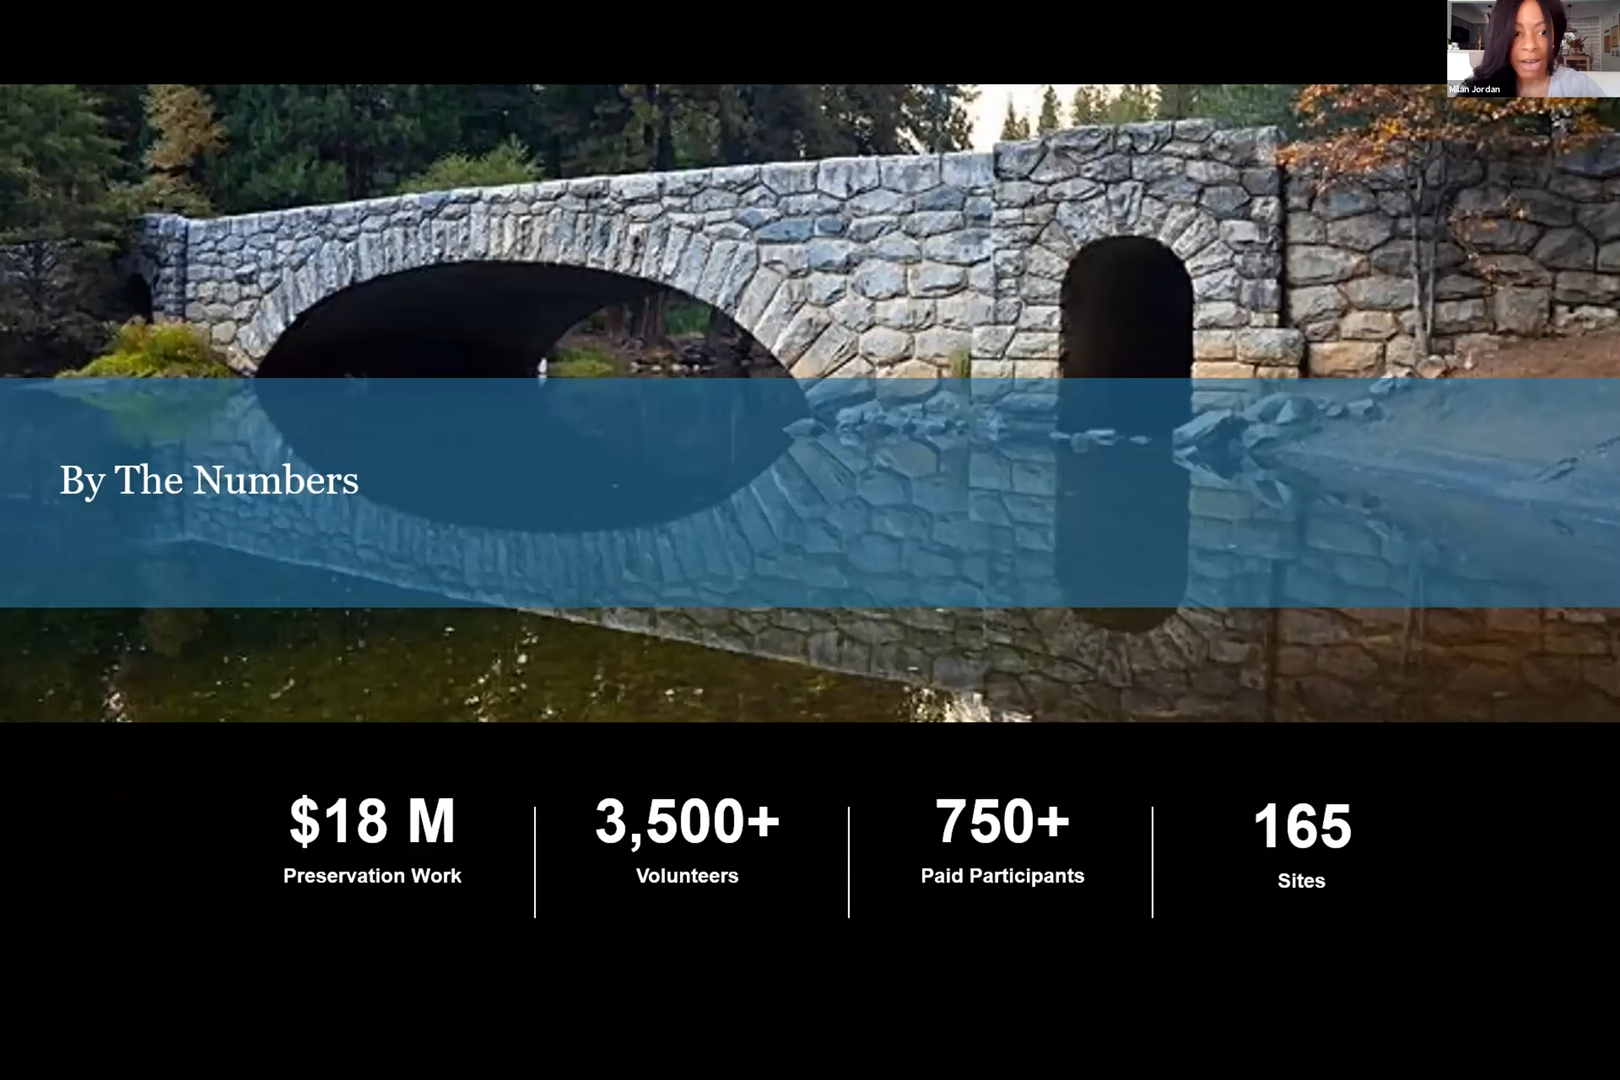 Milan Jordan
By The Numbers
$18 M
Preservation Work
3,500+
Volunteers
750+
Paid Participants
165
Sites